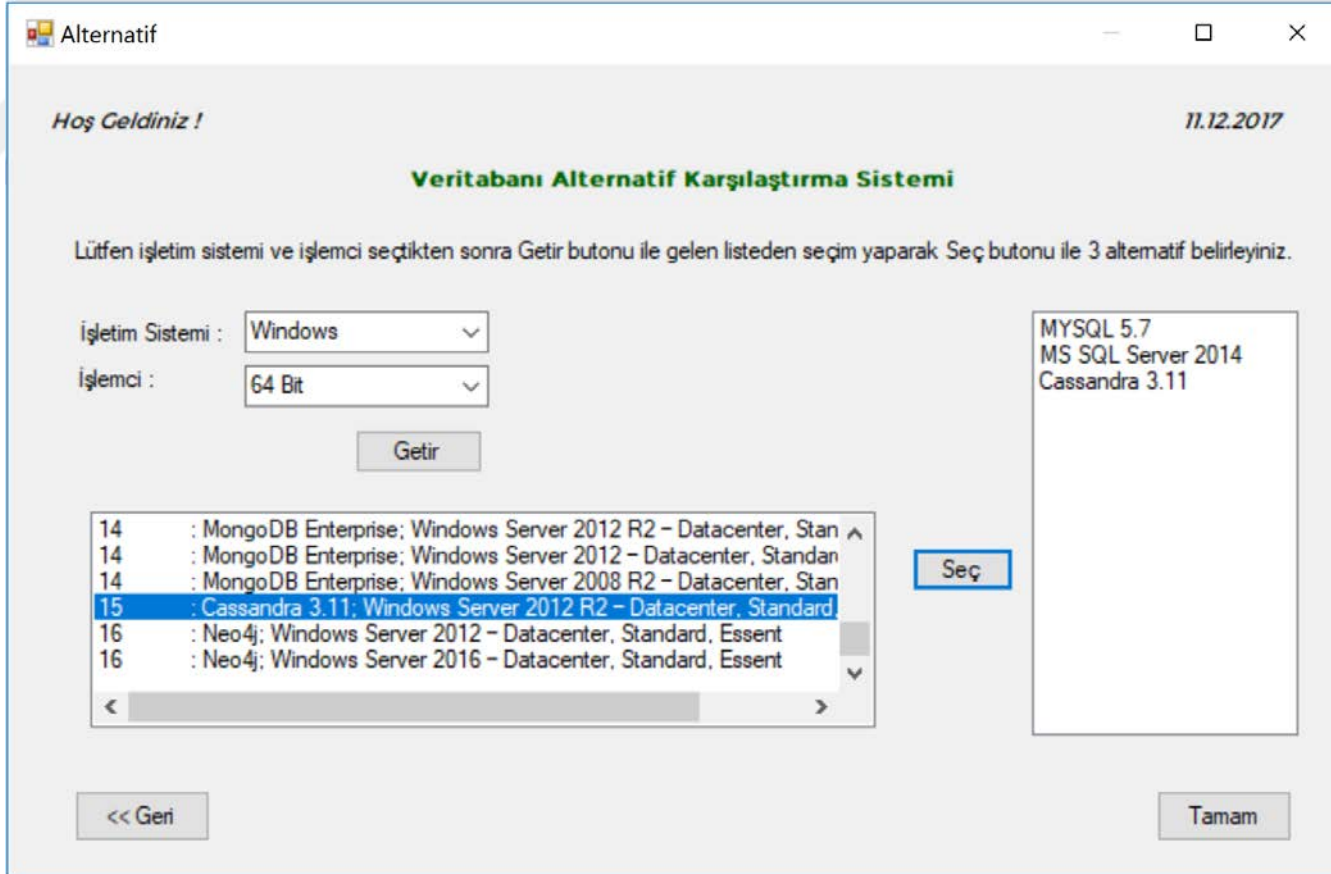 Alternatif
Hoş Geldiniz !
11.12.2017
Veritabanı Alternatif Karşılaştırma Sistemi
Lütfen işletim sistemi ve işlemci seçtikten sonra Getir butonu ile gelen listeden seçim yaparak Seç butonu ile 3 alternatif belirleyiniz.
İşletim Sistemi :
Windows
İşlemci :
64 Bit
Getir
14 : MongoDB Enterprise; Windows Server 2012 R2 – Datacenter, Stan
14 : MongoDB Enterprise; Windows Server 2012 – Datacenter, Standar
14 : MongoDB Enterprise; Windows Server 2008 R2 – Datacenter, Stan
15 : Cassandra 3.11; Windows Server 2012 R2 – Datacenter, Standard,
16 : Neo4j; Windows Server 2012 – Datacenter, Standard, Essent
16 : Neo4j; Windows Server 2016 – Datacenter, Standard, Essent
Seç
MYSQL 5.7
MS SQL Server 2014
Cassandra 3.11
<< Geri
Tamam